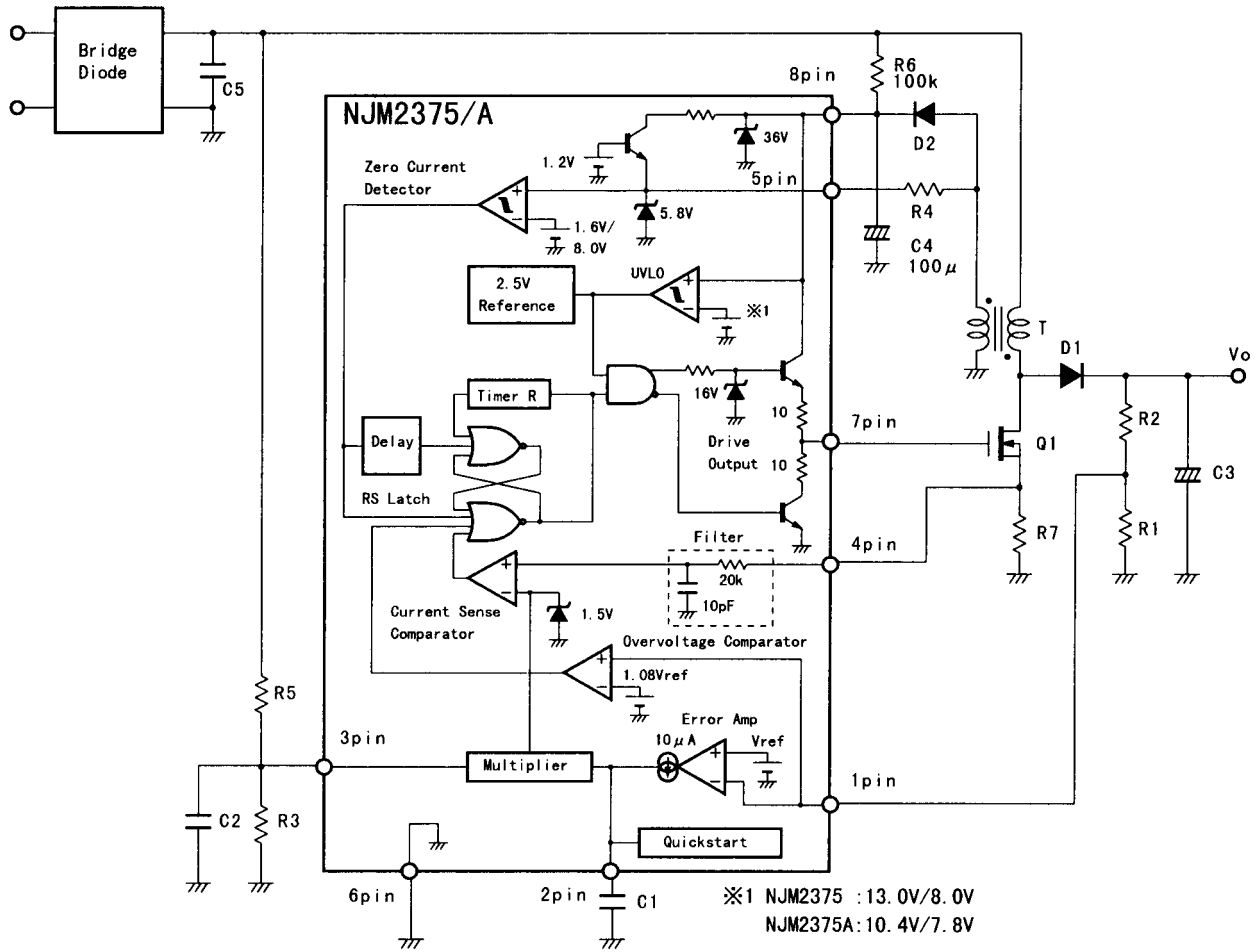 Bridge
Diode
C5
8pin
R6
100k
NJM2375/A
36V
D2
1.2V
Zero Current
Detector
5pin
R4
5.8V
1.6V/
8.0V
C4
100μ
UVLO
2.5V
Reference
※1
T
D1
Vo
Timer R
16V
10
7pin
R2
Delay
Drive
Output
10
Q1
C3
RS Latch
Filter
4pin
R7
R1
20k
10pF
Current Sense
Comparator
1.5V
Overvoltage Comparator
1.08Vref
R5
Error Amp
3pin
10μA
Vref
Multiplier
1pin
C2
R3
Quickstart
6pin
2pin
C1
※1 NJM2375 :13.0V/8.0V
NJM2375A:10.4V/7.8V